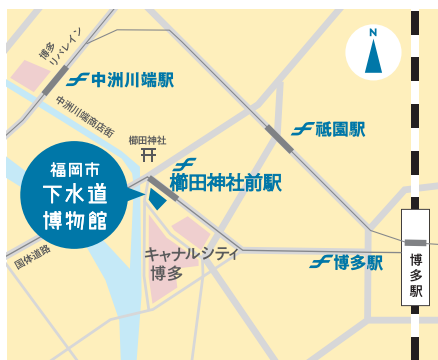 N
博多
リバレイン
中洲川端駅
中洲川端商店街
祇園駅
櫛田神社
櫛田神社前駅
福岡市
下水道
博物館
キャナルシティ
博多
国体道路
博多駅
博多駅